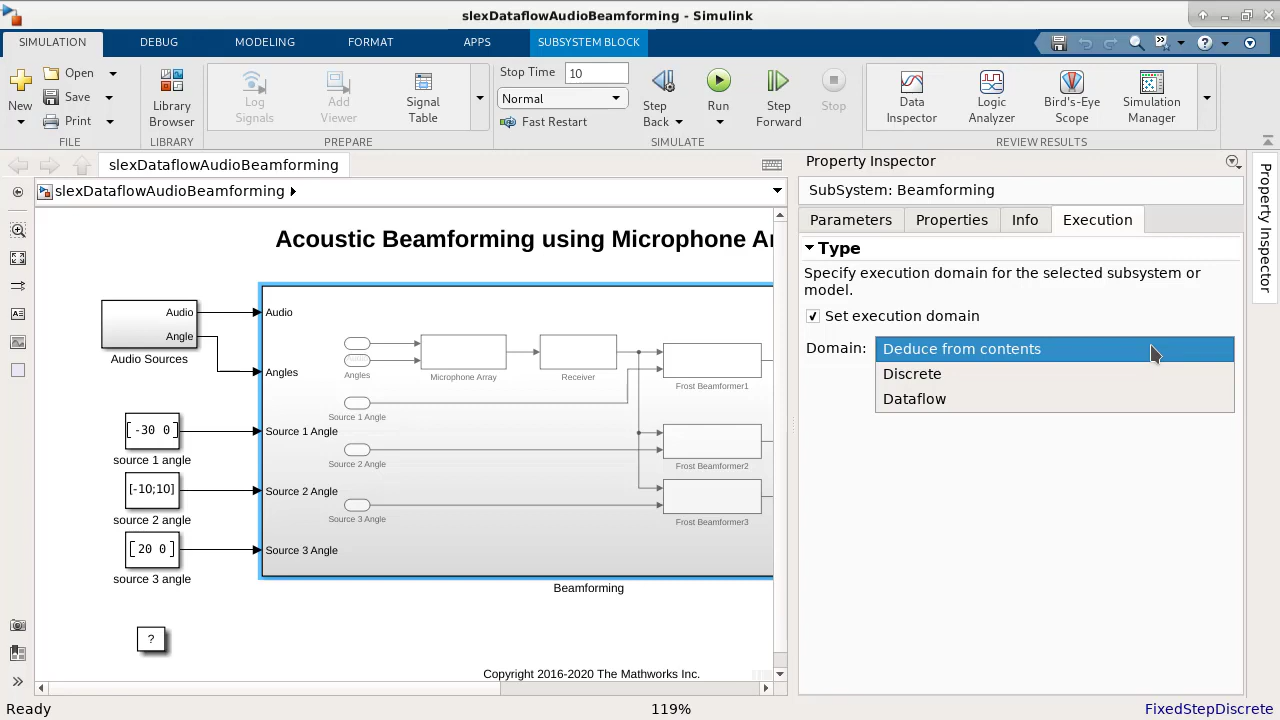 slexDataflowAudioBeamforming - Simulink
SIMULATION DEBUG MODELING FORMAT APPS SUBSYSTEM BLOCK
New
Open
Save
Print
FILE
Library
Browser
LIBRARY
Log
Signals
Add
Viewer
Signal
Table
PREPARE
Stop Time 10
Normal
Fast Restart
Step
Back
Run
Step
Forward
Stop
SIMULATE
Data
Inspector
Logic
Analyzer
Bird's-Eye
Scope
Simulation
Manager
REVIEW RESULTS
slexDataflowAudioBeamforming
slexDataflowAudioBeamforming
Acoustic Beamforming using Microphone Ar
Audio
Angle
Audio Sources
[ -30 0 ]
source 1 angle
[-10;10]
source 2 angle
[ 20 0 ]
source 3 angle
?
Audio
Angles
Source 1 Angle
Source 2 Angle
Source 3 Angle
Audio
Angles
Source 1 Angle
Source 2 Angle
Source 3 Angle
Microphone Array
Receiver
Frost Beamformer1
Frost Beamformer2
Frost Beamformer3
Beamforming
Copyright 2016-2020 The Mathworks Inc.
Property Inspector
SubSystem: Beamforming
Parameters Properties Info Execution
Type
Specify execution domain for the selected subsystem or
model.
Set execution domain
Domain:
Deduce from contents
Discrete
Dataflow
Property Inspector
Ready
119%
FixedStepDiscrete